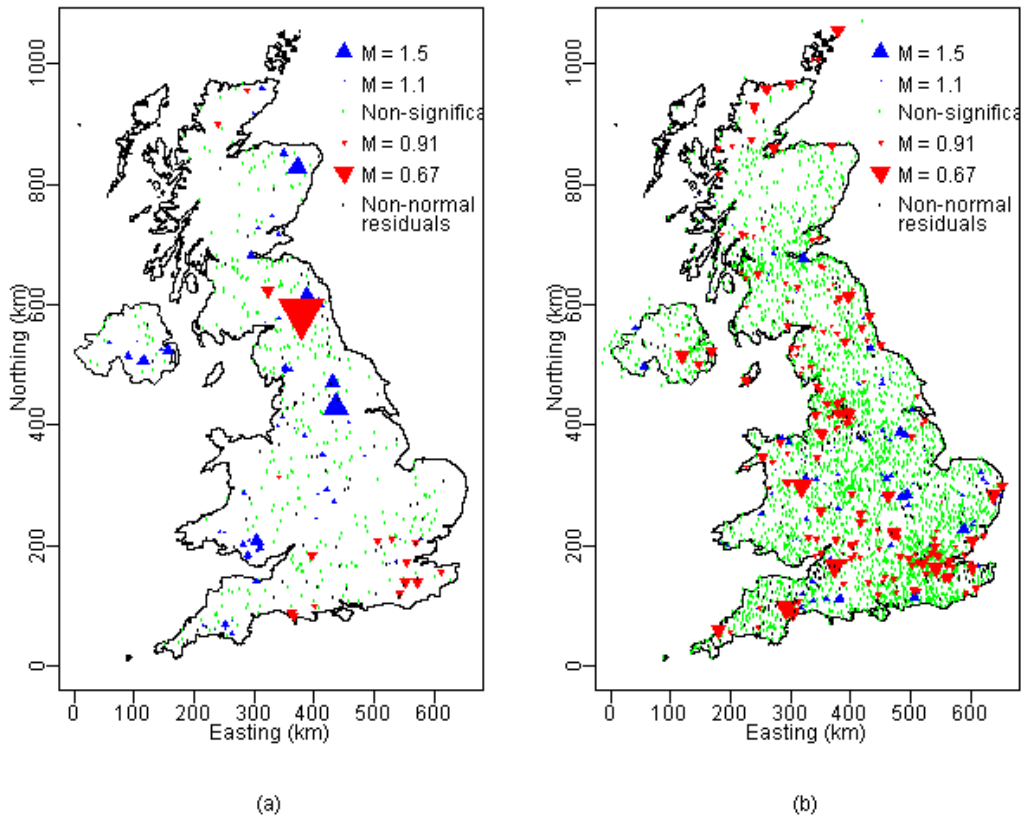 M = 1.5
M = 1.1
Non-significa
M = 0.91
M = 0.67
Non-normal
residuals
1000
800
600
400
200
0
Northing (km)
0 100 200 300 400 500 600
Easting (km)
(a)
M = 1.5
M = 1.1
Non-significa
M = 0.91
M = 0.67
Non-normal
residuals
1000
800
600
400
200
0
Northing (km)
0 100 200 300 400 500 600
Easting (km)
(b)